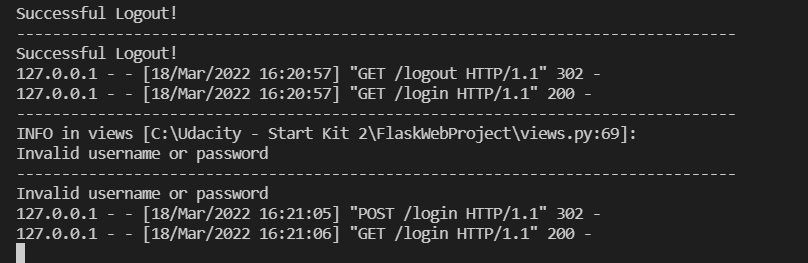 Successful Logout!
--------------------------------------------------------------------------------
Successful Logout!
127.0.0.1 - - [18/Mar/2022 16:20:57] "GET /logout HTTP/1.1" 302 -
127.0.0.1 - - [18/Mar/2022 16:20:57] "GET /login HTTP/1.1" 200 -
--------------------------------------------------------------------------------
INFO in views [C:\Udacity - Start Kit 2\FlaskWebProject\views.py:69]:
Invalid username or password
--------------------------------------------------------------------------------
Invalid username or password
127.0.0.1 - - [18/Mar/2022 16:21:05] "POST /login HTTP/1.1" 302 -
127.0.0.1 - - [18/Mar/2022 16:21:06] "GET /login HTTP/1.1" 200 -